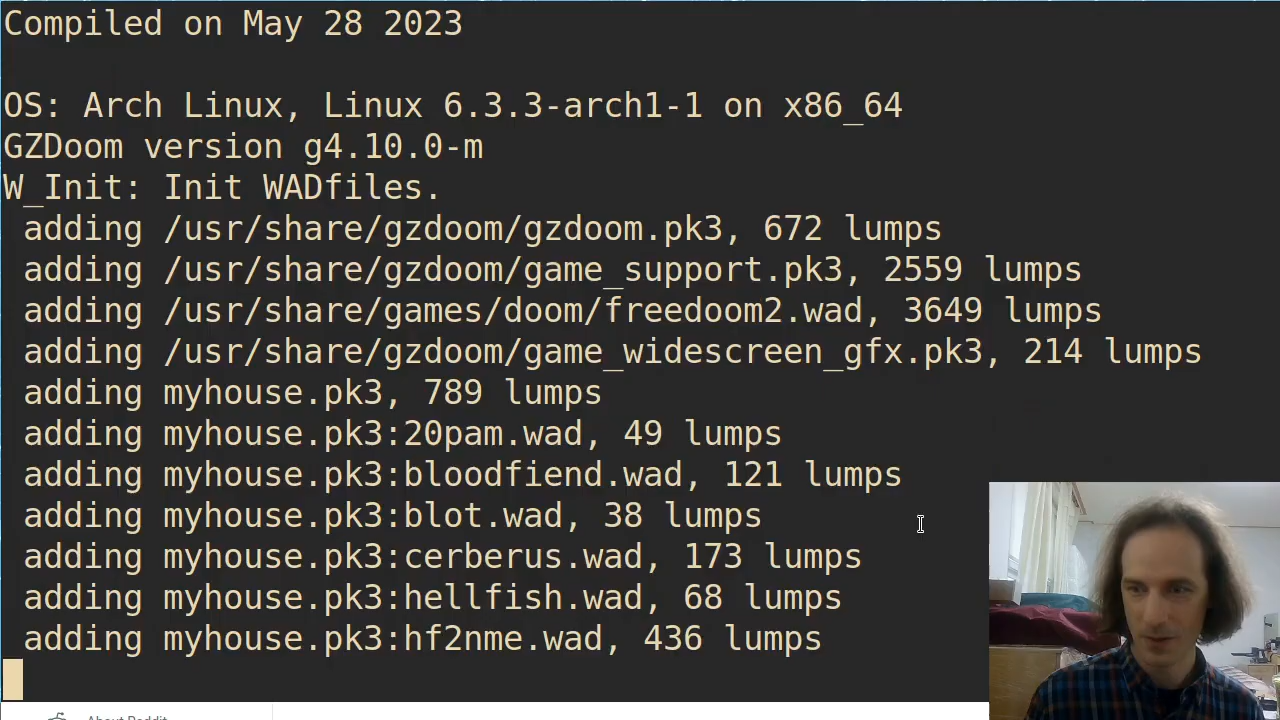 Compiled on May 28 2023
OS: Arch Linux, Linux 6.3.3-arch1-1 on x86_64
GZDoom version g4.10.0-m
W_Init: Init WADfiles.
adding /usr/share/gzdoom/gzdoom.pk3, 672 lumps
adding /usr/share/gzdoom/game_support.pk3, 2559 lumps
adding /usr/share/games/doom/freedoom2.wad, 3649 lumps
adding /usr/share/gzdoom/game_widescreen_gfx.pk3, 214 lumps
adding myhouse.pk3, 789 lumps
adding myhouse.pk3:20pam.wad, 49 lumps
adding myhouse.pk3:bloodfiend.wad, 121 lumps
adding myhouse.pk3:blot.wad, 38 lumps
adding myhouse.pk3:cerberus.wad, 173 lumps
adding myhouse.pk3:hellfish.wad, 68 lumps
adding myhouse.pk3:hf2nme.wad, 436 lumps
About Reddit